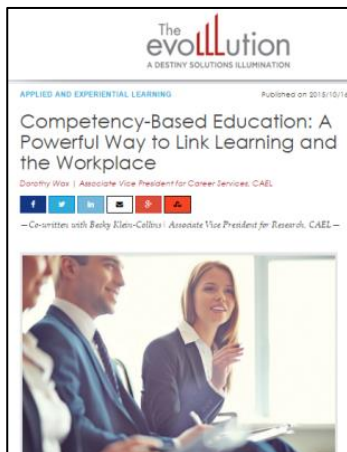 The
evoLLLution
A DESTINY SOLUTIONS ILLUMINATION
APPLIED AND EXPERIENTIAL LEARNING Published on 2015/10/16
Competency-Based Education: A
Powerful Way to Link Learning and
the Workplace
Dorothy Wax | Associate Vice President for Career Services, CAEL
— Co-written with Becky Klein-Collins | Associate Vice President for Research, CAEL —